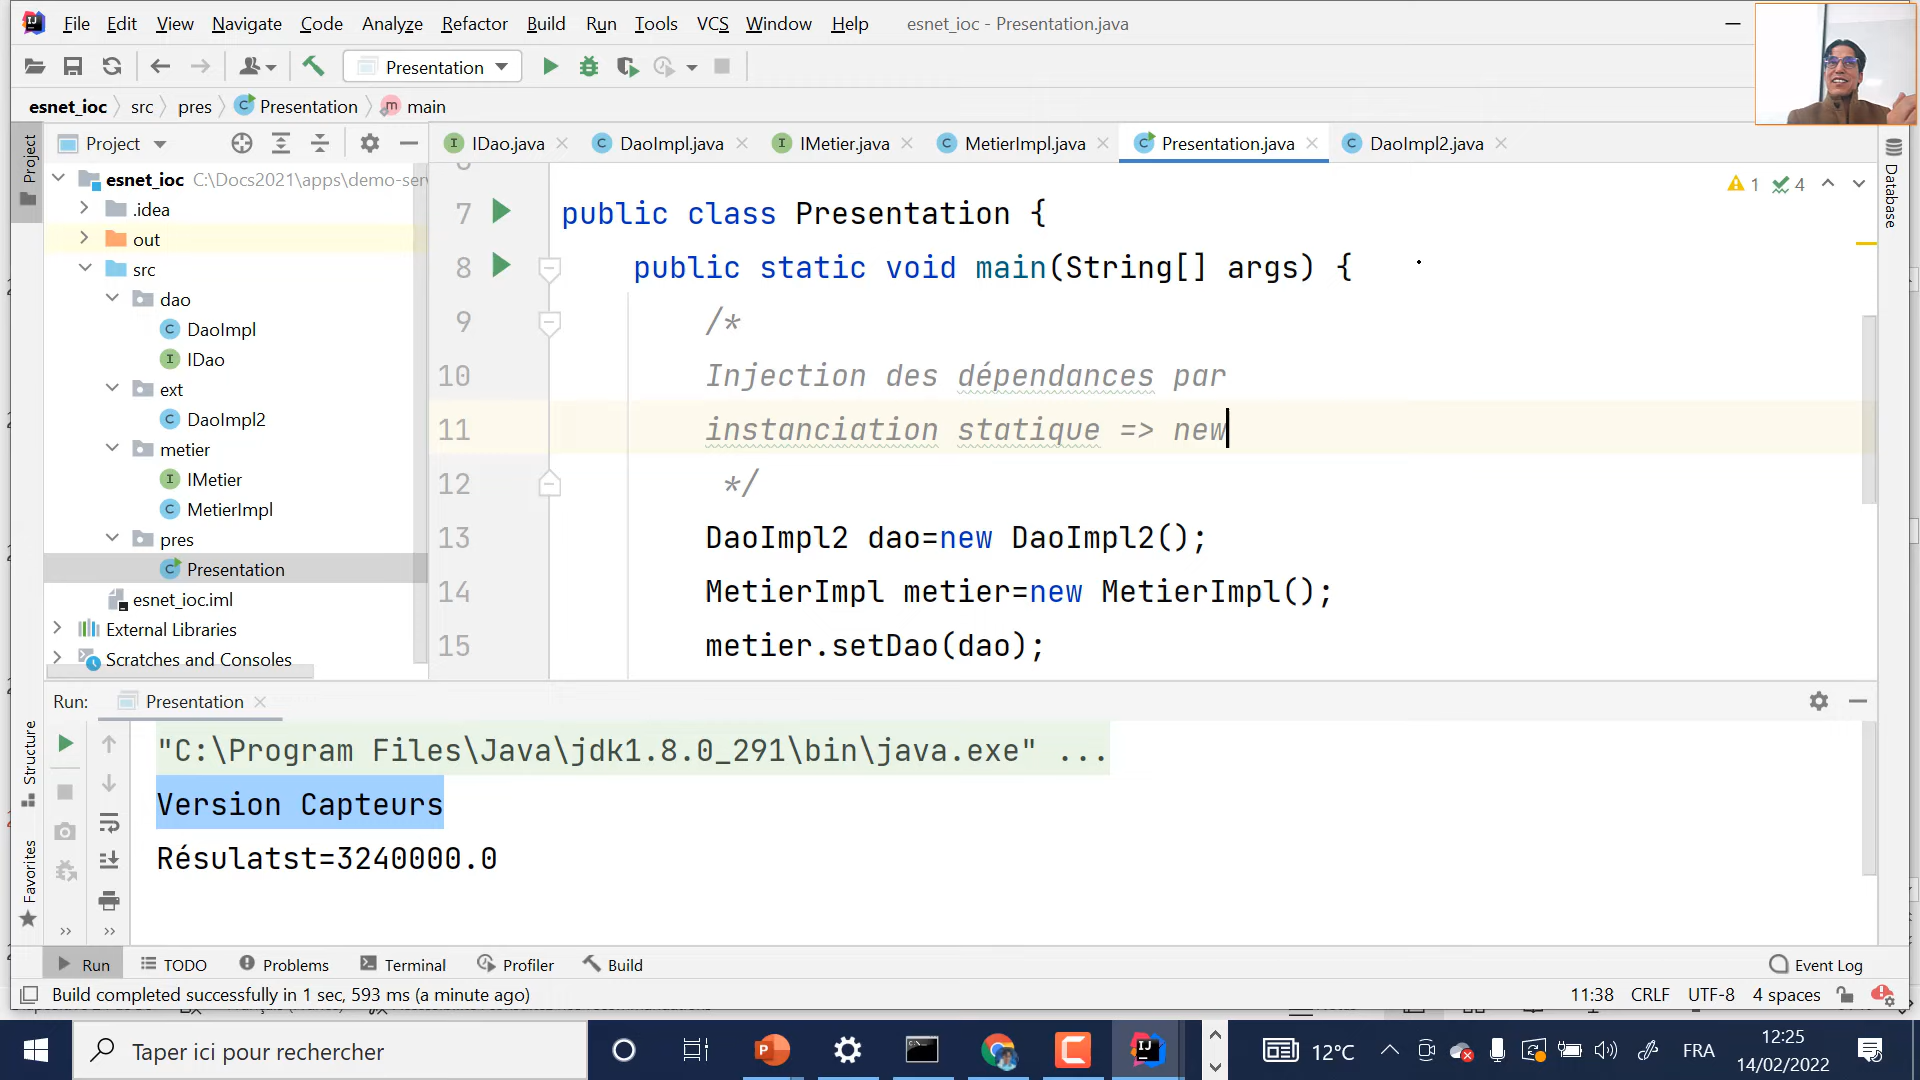 File Edit View Navigate Code Analyze Refactor Build Run Tools VCS Window Help esnet_ioc - Presentation.java
Presentation
esnet_ioc src pres Presentation main
Project
IDao.java DaoImpl.java IMetier.java MetierImpl.java Presentation.java DaoImpl2.java
Project
Structure
Favorites
Database
esnet_ioc C:\Docs2021\apps\demo-ser
.idea
out
src
dao
DaoImpl
IDao
ext
DaoImpl2
metier
IMetier
MetierImpl
pres
Presentation
esnet_ioc.iml
External Libraries
Scratches and Consoles
1 4
7 public class Presentation {
8 public static void main(String[] args) {
9 /*
10 Injection des dépendances par
11 instanciation statique => new
12 */
13 DaoImpl2 dao=new DaoImpl2();
14 MetierImpl metier=new MetierImpl();
15 metier.setDao(dao);
Run: Presentation
"C:\Program Files\Java\jdk1.8.0_291\bin\java.exe" ...
Version Capteurs
Résulatst=3240000.0
Run TODO Problems Terminal Profiler Build Event Log
Build completed successfully in 1 sec, 593 ms (a minute ago) 11:38 CRLF UTF-8 4 spaces
Taper ici pour rechercher
12°C FRA
12:25
14/02/2022